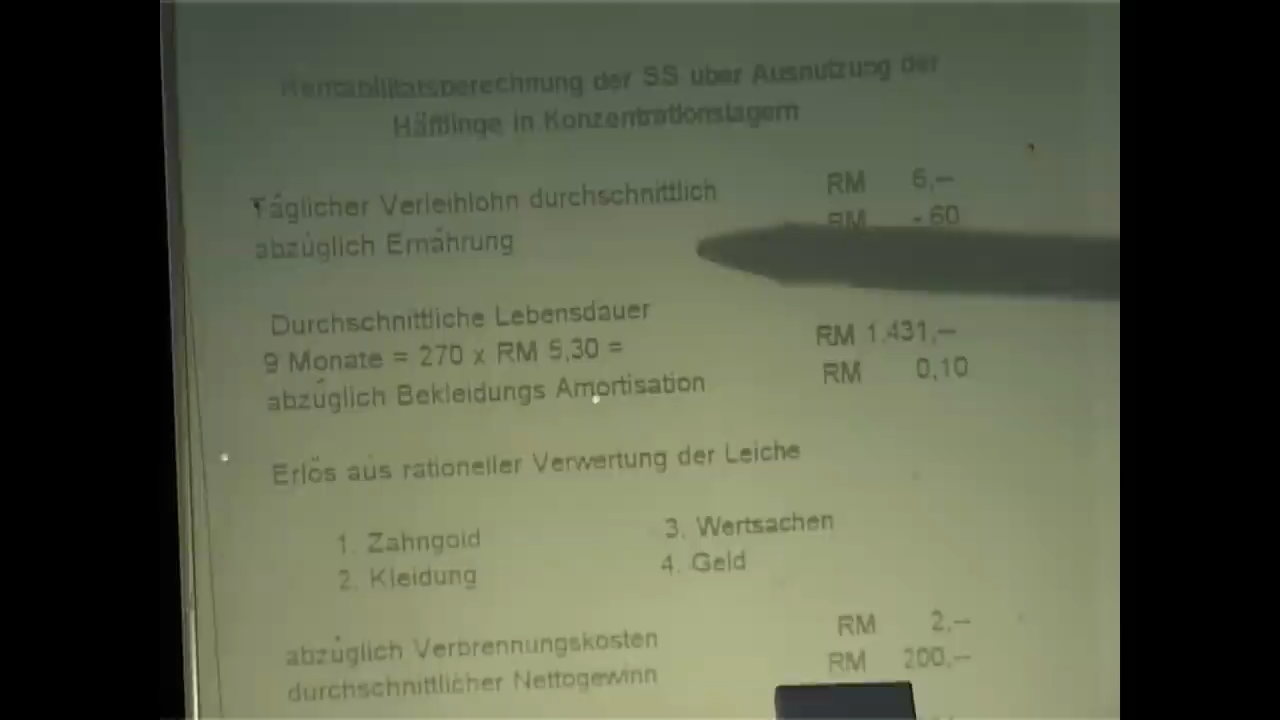 Rentabilitätsberechnung der SS über Ausnutzung der
Häftlinge in Konzentrationslagern
Täglicher Verleihlohn durchschnittlich RM 6,--
abzüglich Ernährung RM -60
Durchschnittliche Lebensdauer
9 Monate = 270 x RM 5,30 = RM 1.431,--
abzüglich Bekleidungs Amortisation RM 0,10
Erlös aus rationeller Verwertung der Leiche
1. Zahngold 3. Wertsachen
2. Kleidung 4. Geld
abzüglich Verbrennungskosten RM 2,--
durchschnittlicher Nettogewinn RM 200,--